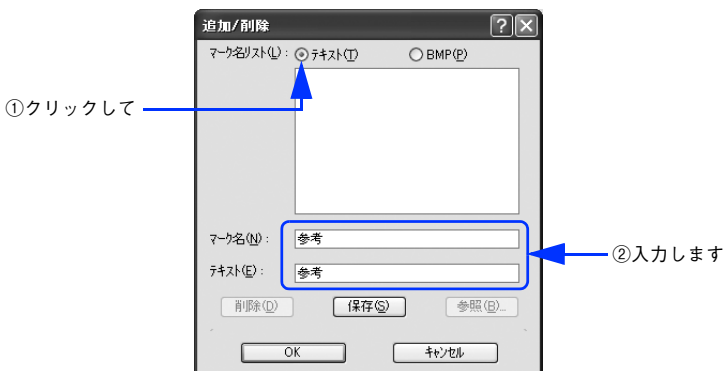 追加/削除
マーク名リスト(L): テキスト(T) BMP(P)
①クリックして
マーク名(N): 参考
②入力します
テキスト(E): 参考
削除(D) 保存(S) 参照(B)...
OK キャンセル